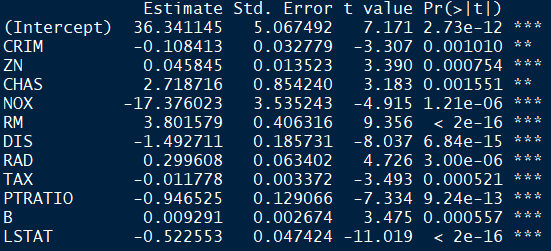 Estimate Std. Error t value Pr(>|t|)
(Intercept) 36.341145 5.067492 7.171 2.73e-12 ***
CRIM -0.108413 0.032779 -3.307 0.001010 **
ZN 0.045845 0.013523 3.390 0.000754 ***
CHAS 2.718716 0.854240 3.183 0.001551 **
NOX -17.376023 3.535243 -4.915 1.21e-06 ***
RM 3.801579 0.406316 9.356 < 2e-16 ***
DIS -1.492711 0.185731 -8.037 6.84e-15 ***
RAD 0.299608 0.063402 4.726 3.00e-06 ***
TAX -0.011778 0.003372 -3.493 0.000521 ***
PTRATIO -0.946525 0.129066 -7.334 9.24e-13 ***
B 0.009291 0.002674 3.475 0.000557 ***
LSTAT -0.522553 0.047424 -11.019 < 2e-16 ***